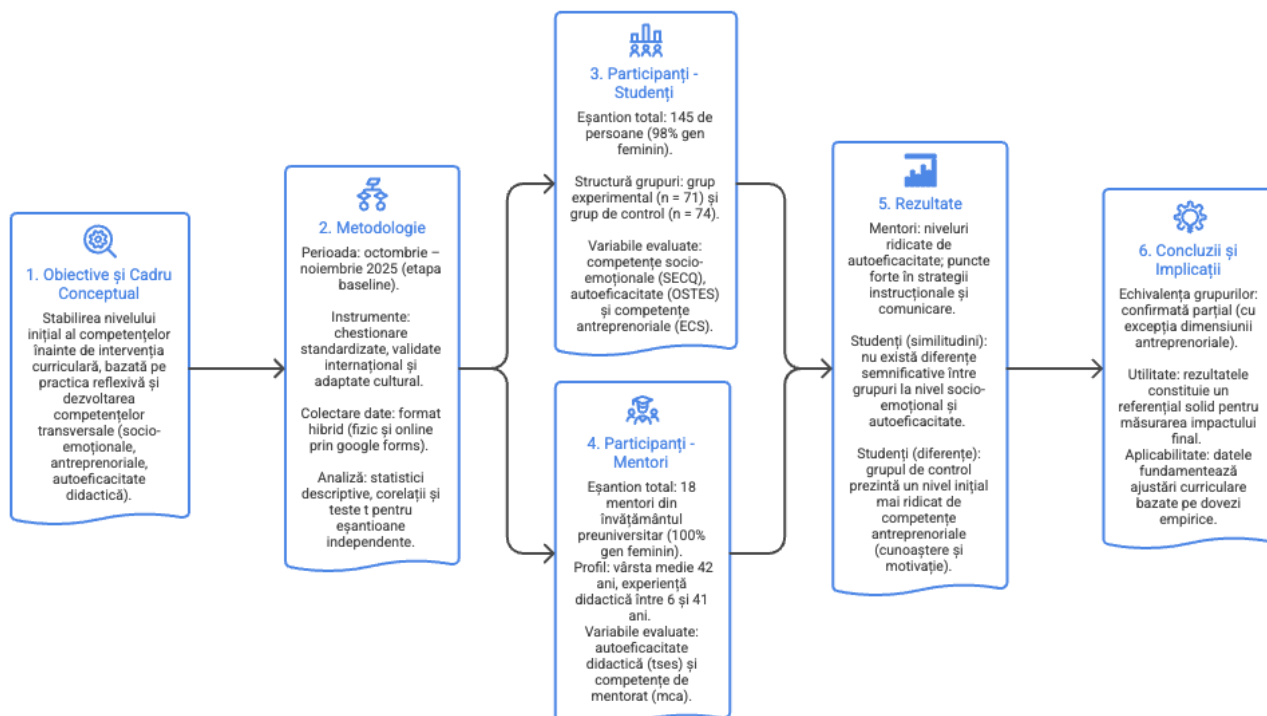 1. Obiective și Cadru
Conceptual
Stabilirea nivelului
inițial al competențelor
înainte de intervenția
curriculară, bazată pe
practica reflexivă și
dezvoltarea
competențelor
transversale (socio-
emoționale,
antreprenoriale,
autoeficacitate
didactică).
2. Metodologie
Perioada: octombrie –
noiembrie 2025 (etapa
baseline).
Instrumente:
chestionare
standardizate, validate
internațional și
adaptate cultural.
Colectare date: format
hibrid (fizic și online
prin google forms).
Analiză: statistici
descriptive, corelații și
teste t pentru
eșantioane
independente.
3. Participanți -
Studenți
Eșantion total: 145 de
persoane (98% gen
feminin).
Structură grupuri: grup
experimental (n = 71) și
grup de control (n = 74).
Variabile evaluate:
competențe socio-
emoționale (SECQ),
autoeficacitate (OSTES)
și competențe
antreprenoriale (ECS).
4. Participanți -
Mentori
Eșantion total: 18
mentori din
învățământul
preuniversitar (100%
gen feminin).
Profil: vârsta medie 42
ani, experiență
didactică între 6 și 41
ani.
Variabile evaluate:
autoeficacitate
didactică (tses) și
competențe de
mentorat (mca).
5. Rezultate
Mentori: niveluri
ridicate de
autoeficacitate; puncte
forte în strategii
instrucționale și
comunicare.
Studenți (similitudini):
nu există diferențe
semnificative între
grupuri la nivel socio-
emoțional și
autoeficacitate.
Studenți (diferențe):
grupul de control
prezintă un nivel inițial
mai ridicat de
competențe
antreprenoriale
(cunoaștere și
motivație).
6. Concluzii și
Implicații
Echivalența grupurilor:
confirmată parțial (cu
excepția dimensiunii
antreprenoriale).
Utilitate: rezultatele
constituie un
referențial solid pentru
măsurarea impactului
final.
Aplicabilitate: datele
fundamentează
ajustări curriculare
bazate pe dovezi
empirice.